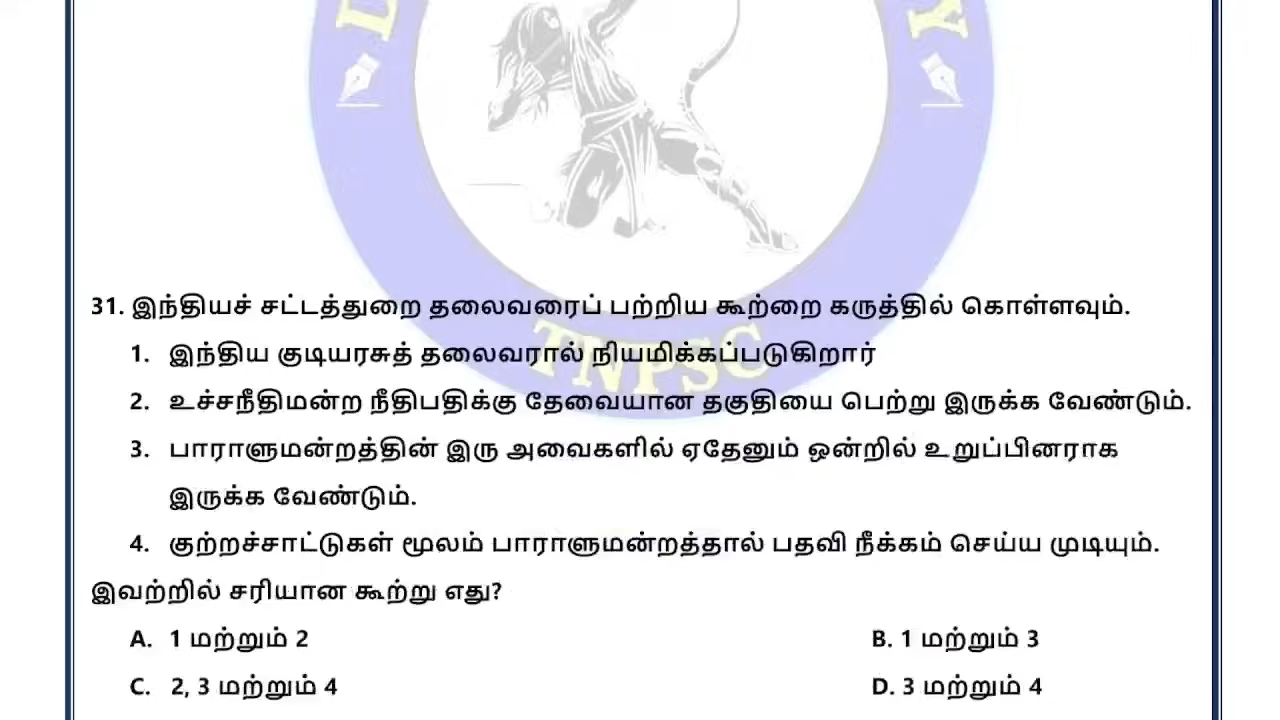 31. இந்தியச் சட்டத்துறை தலைவரைப் பற்றிய கூற்றை கருத்தில் கொள்ளவும்.
1. இந்திய குடியரசுத் தலைவரால் நியமிக்கப்படுகிறார்
2. உச்சநீதிமன்ற நீதிபதிக்கு தேவையான தகுதியை பெற்று இருக்க வேண்டும்.
3. பாராளுமன்றத்தின் இரு அவைகளில் ஏதேனும் ஒன்றில் உறுப்பினராக
இருக்க வேண்டும்.
TNPSC
4. குற்றச்சாட்டுகள் மூலம் பாராளுமன்றத்தால் பதவி நீக்கம் செய்ய முடியும்.
இவற்றில் சரியான கூற்று எது?
A. 1 மற்றும் 2 B. 1 மற்றும் 3
C. 2, 3 மற்றும் 4 D. 3 மற்றும் 4